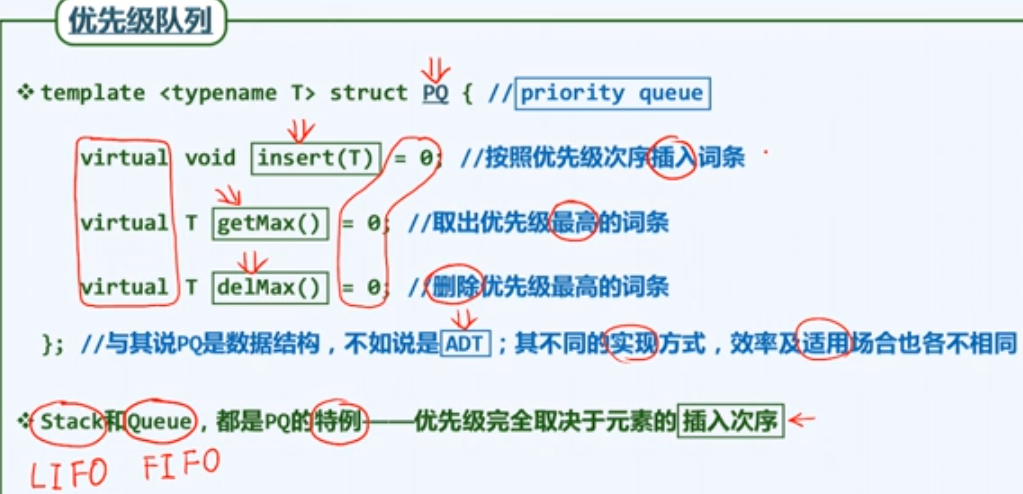 优先级队列
❖ template <typename T> struct PQ { //priority queue
virtual void insert(T) = 0; //按照优先级次序插入词条
virtual T getMax() = 0; //取出优先级最高的词条
virtual T delMax() = 0; //删除优先级最高的词条
}; //与其说PQ是数据结构，不如说是ADT；其不同的实现方式，效率及适用场合也各不相同
❖ Stack和Queue，都是PQ的特例——优先级完全取决于元素的插入次序
LIFO FIFO